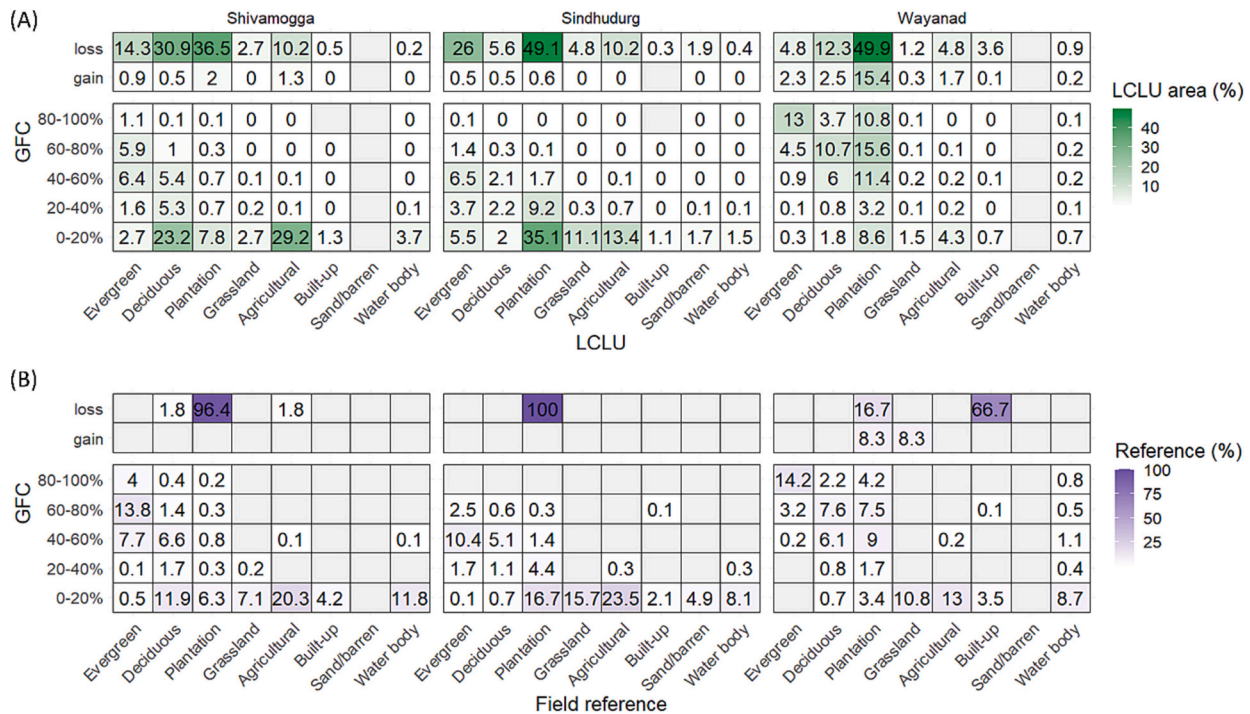 (A)
Shivamogga Sindhudurg Wayanad
loss 14.3 30.9 36.5 2.7 10.2 0.5 0.2 26 5.6 49.1 4.8 10.2 0.3 1.9 0.4 4.8 12.3 49.9 1.2 4.8 3.6 0.9
gain 0.9 0.5 2 0 1.3 0 0 0.5 0.5 0.6 0 0 0 0 2.3 2.5 15.4 0.3 1.7 0.1 0.2
GFC
80-100% 1.1 0.1 0.1 0 0 0 0.1 0 0 0 0 0 0 13 3.7 10.8 0.1 0 0 0.1
60-80% 5.9 1 0.3 0 0 0 0 1.4 0.3 0.1 0 0 0 0 0 4.5 10.7 15.6 0.1 0.1 0 0.2
40-60% 6.4 5.4 0.7 0.1 0.1 0 0 6.5 2.1 1.7 0 0.1 0 0 0 0.9 6 11.4 0.2 0.2 0 0.2
20-40% 1.6 5.3 0.7 0.2 0.1 0 0.1 3.7 2.2 9.2 0.3 0.7 0 0.1 0.1 0.1 0.8 3.2 0.1 0.2 0 0.1
0-20% 2.7 23.2 7.8 2.7 29.2 1.3 3.7 5.5 2 35.1 11.1 13.4 1.1 1.7 1.5 0.3 1.8 8.6 1.5 4.3 0.7 0.7
Evergreen Deciduous Plantation Grassland Agricultural Built-up Sand/barren Water body Evergreen Deciduous Plantation Grassland Agricultural Built-up Sand/barren Water body Evergreen Deciduous Plantation Grassland Agricultural Built-up Sand/barren Water body
LCLU
LCLU area (%)
40
30
20
10
(B)
loss 1.8 96.4 1.8 100 16.7 66.7
gain 8.3 8.3
GFC
80-100% 4 0.4 0.2 14.2 2.2 4.2 0.8
60-80% 13.8 1.4 0.3 2.5 0.6 0.3 0.1 3.2 7.6 7.5 0.1 0.5
40-60% 7.7 6.6 0.8 0.1 0.1 10.4 5.1 1.4 0.2 6.1 9 0.2 1.1
20-40% 0.1 1.7 0.3 0.2 1.7 1.1 4.4 0.3 0.3 0.8 1.7 0.4
0-20% 0.5 11.9 6.3 7.1 20.3 4.2 11.8 0.1 0.7 16.7 15.7 23.5 2.1 4.9 8.1 0.7 3.4 10.8 13 3.5 8.7
Evergreen Deciduous Plantation Grassland Agricultural Built-up Sand/barren Water body Evergreen Deciduous Plantation Grassland Agricultural Built-up Sand/barren Water body Evergreen Deciduous Plantation Grassland Agricultural Built-up Sand/barren Water body
Field reference
Reference (%)
100
75
50
25